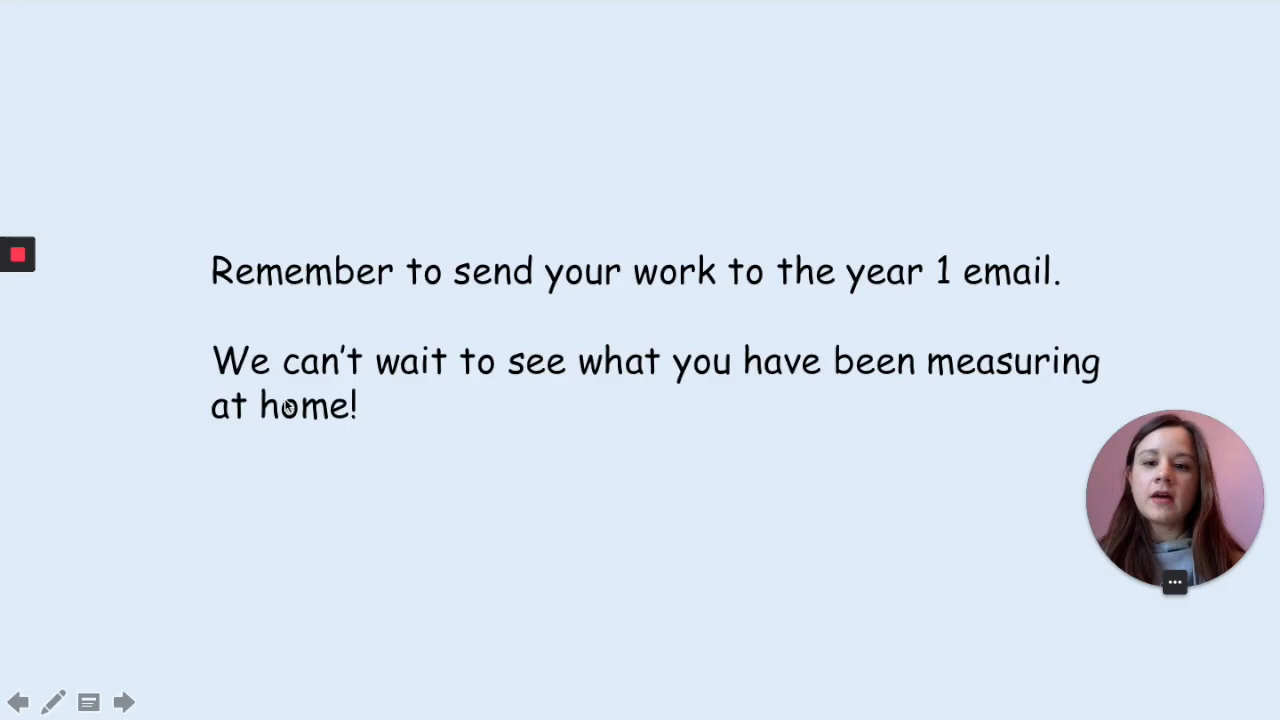 Remember to send your work to the year 1 email.
We can't wait to see what you have been measuring
at home!